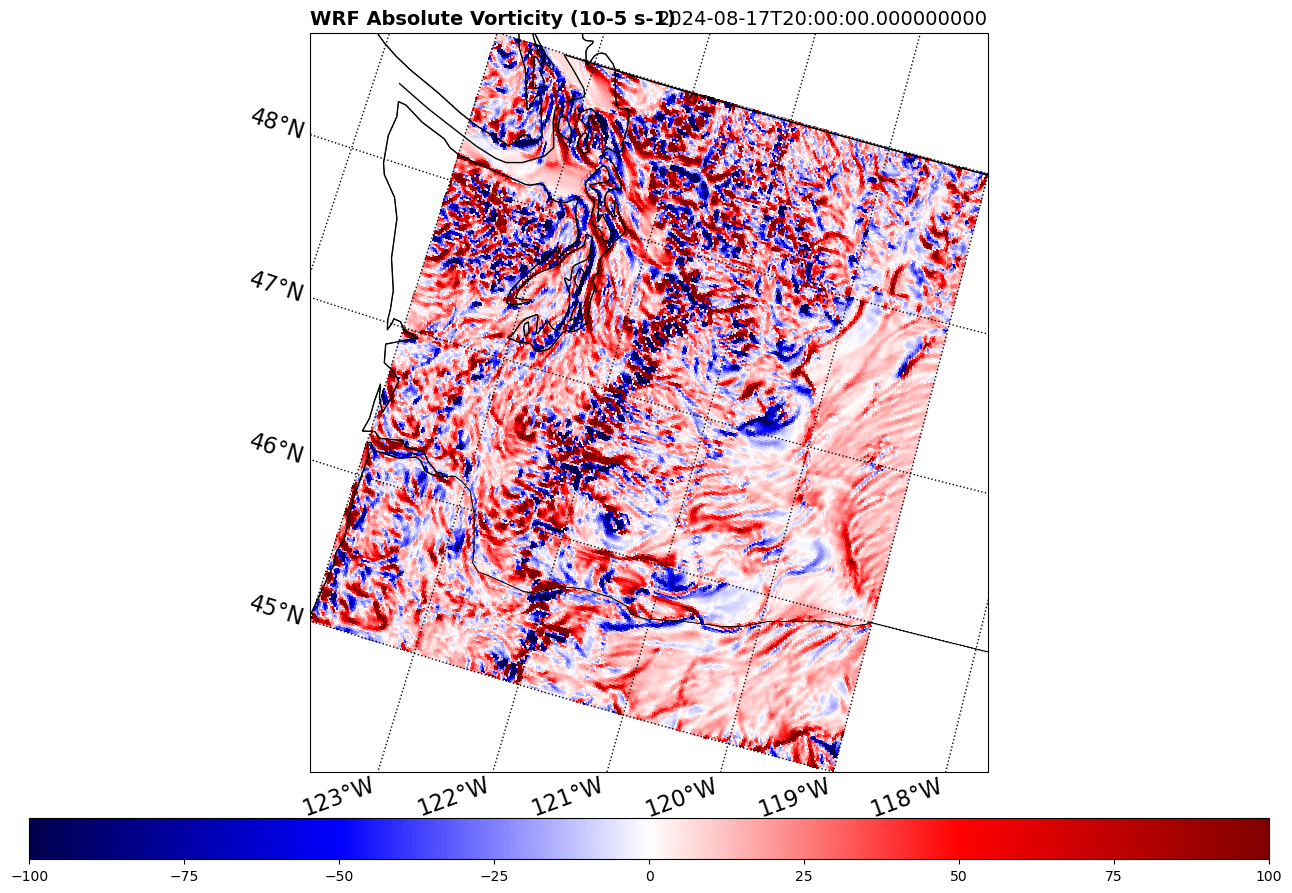 WRF Absolute Vorticity (10-5 s-1)
2024-08-17T20:00:00.000000000
48°N
47°N
46°N
45°N
123°W 122°W 121°W 120°W 119°W 118°W
−100 −75 −50 −25 0 25 50 75 100